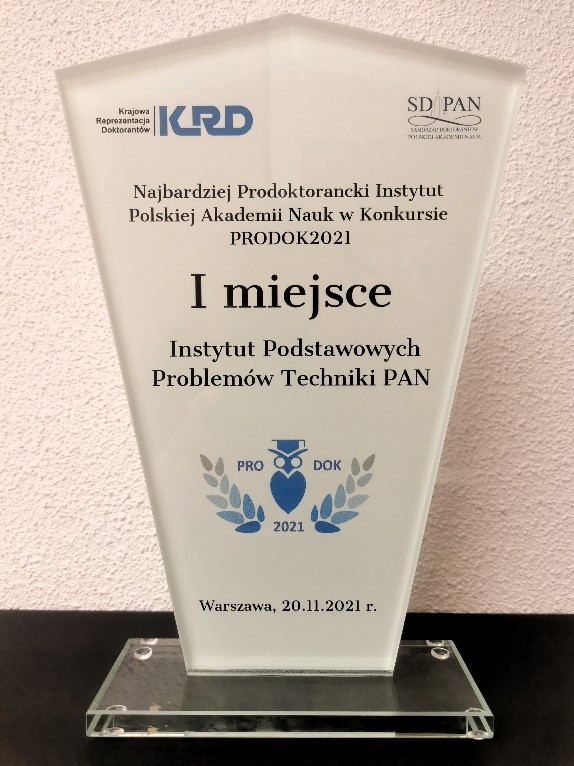 Krajowa
Reprezentacja
Doktorantów
KRD
SD PAN
SAMORZĄD DOKTORANTÓW
POLSKIEJ AKADEMII NAUK
Najbardziej Prodoktorancki Instytut
Polskiej Akademii Nauk w Konkursie
PRODOK2021
I miejsce
Instytut Podstawowych
Problemów Techniki PAN
PRO DOK
2021
Warszawa, 20.11.2021 r.